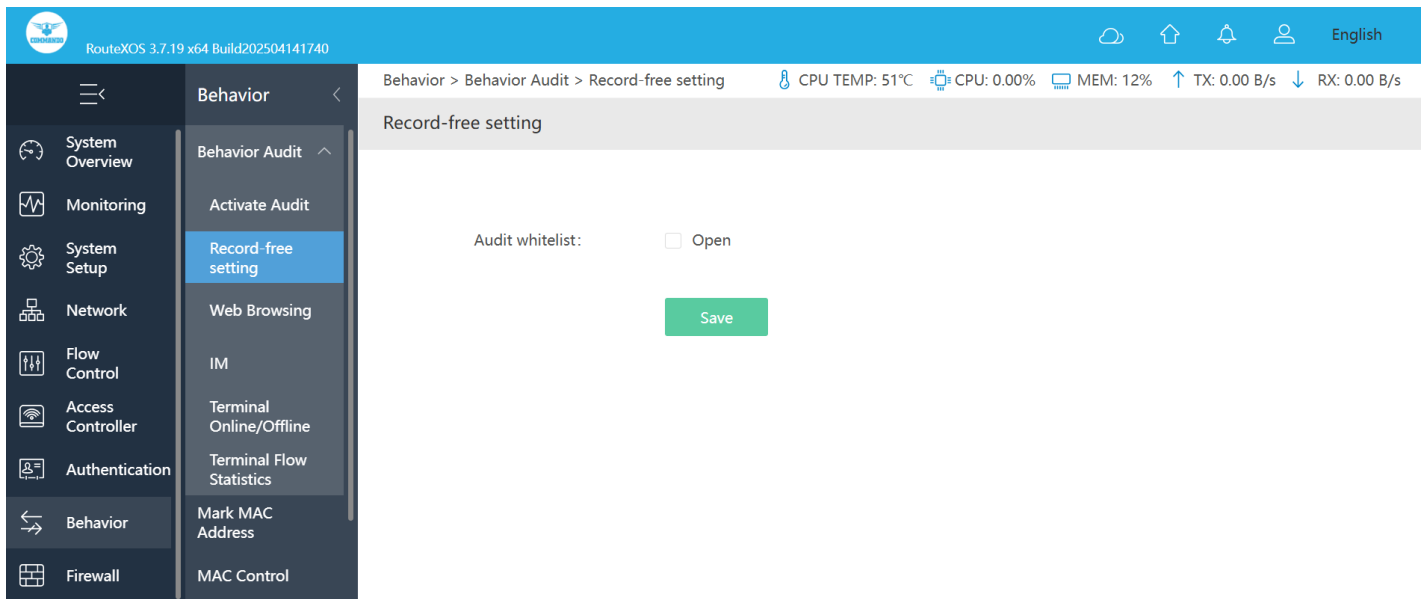 COMMANDO
RouteXOS 3.7.19 x64 Build202504141740
English
Behavior
Behavior > Behavior Audit > Record-free setting
CPU TEMP: 51℃
CPU: 0.00%
MEM: 12%
TX: 0.00 B/s
RX: 0.00 B/s
Record-free setting
System
Overview
Monitoring
System
Setup
Network
Flow
Control
Access
Controller
Authentication
Behavior
Firewall
Behavior Audit
Activate Audit
Record-free
setting
Web Browsing
IM
Terminal
Online/Offline
Terminal Flow
Statistics
Mark MAC
Address
MAC Control
Audit whitelist:
Open
Save